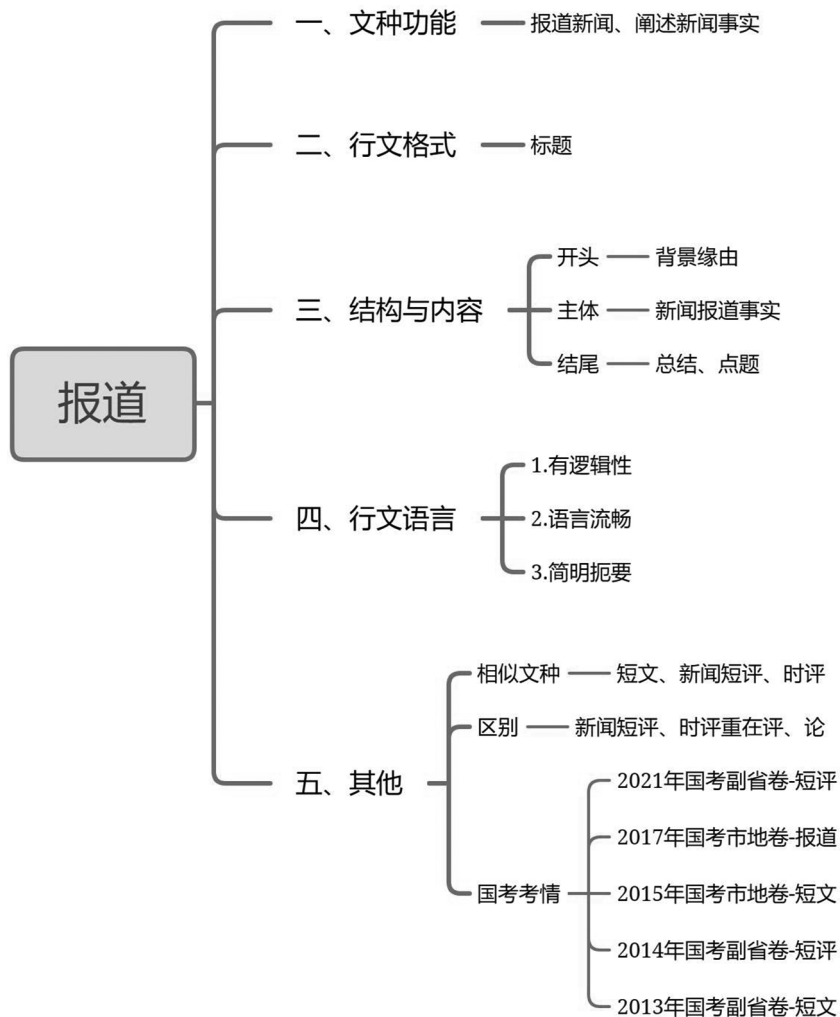 报道
一、文种功能
报道新闻、阐述新闻事实
二、行文格式
标题
三、结构与内容
开头
背景缘由
主体
新闻报道事实
结尾
总结、点题
四、行文语言
1.有逻辑性
2.语言流畅
3.简明扼要
五、其他
相似文种
短文、新闻短评、时评
区别
新闻短评、时评重在评、论
国考考情
2021年国考副省卷-短评
2017年国考市地卷-报道
2015年国考市地卷-短文
2014年国考副省卷-短评
2013年国考副省卷-短文